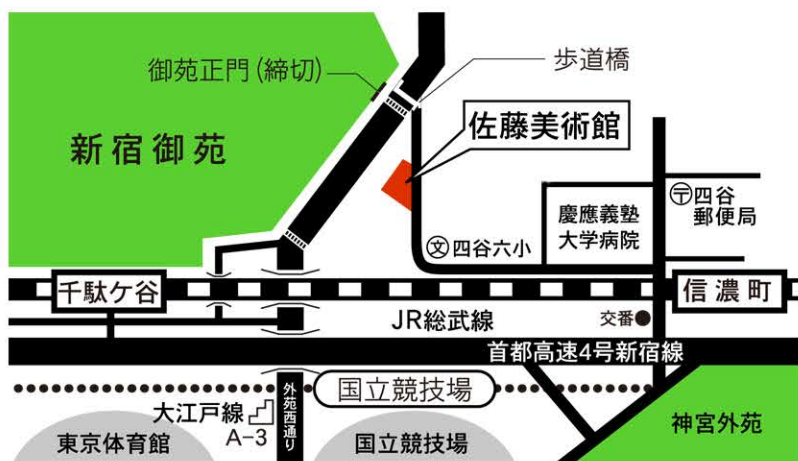 御苑正門(締切)
歩道橋
新宿御苑
佐藤美術館
〒四谷
郵便局
慶應義塾
大学病院
文 四谷六小
千駄ケ谷
信濃町
JR総武線
交番
首都高速4号新宿線
国立競技場
大江戸線
A-3
外苑西通り
東京体育館
国立競技場
神宮外苑